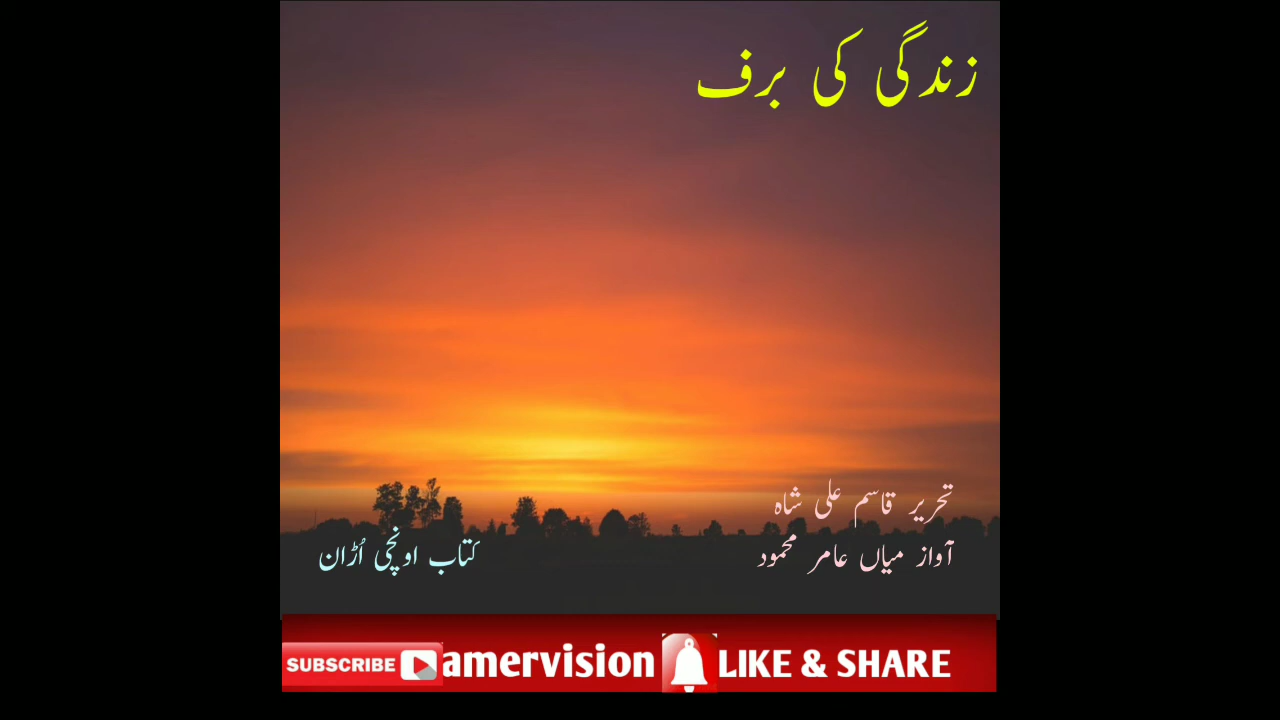 زندگی کی برف
تحریر قاسم علی شاہ
آواز میاں عامر محمود
کتاب اونچی اُڑان
SUBSCRIBE amervision LIKE & SHARE